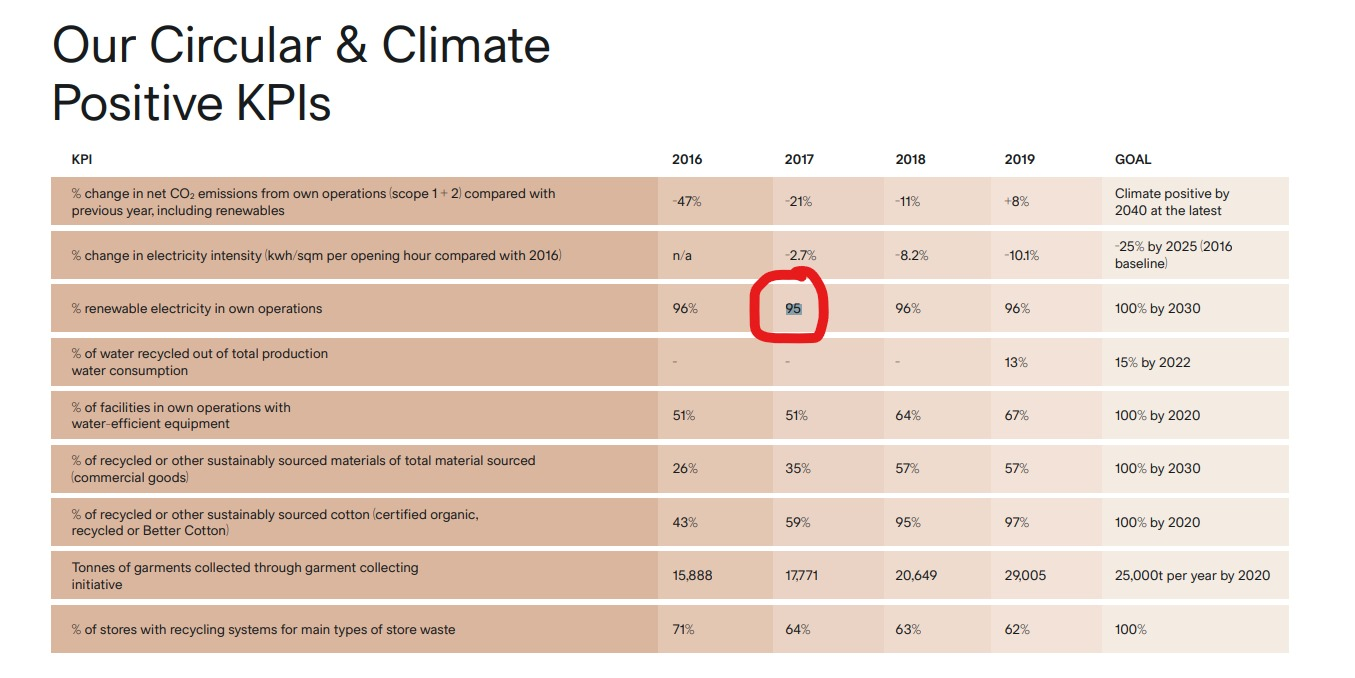 Our Circular & Climate
Positive KPIs
KPI 2016 2017 2018 2019 GOAL
% change in net CO₂ emissions from own operations (scope 1 + 2) compared with
previous year, including renewables
-47% -21% -11% +8%
Climate positive by
2040 at the latest
% change in electricity intensity (kwh/sqm per opening hour compared with 2016)
n/a -2.7% -8.2% -10.1%
-25% by 2025 (2016
baseline)
% renewable electricity in own operations 96% 95 96% 96% 100% by 2030
% of water recycled out of total production
water consumption
- - - 13% 15% by 2022
% of facilities in own operations with
water-efficient equipment
51% 51% 64% 67% 100% by 2020
% of recycled or other sustainably sourced materials of total material sourced
(commercial goods)
26% 35% 57% 57% 100% by 2030
% of recycled or other sustainably sourced cotton (certified organic,
recycled or Better Cotton)
43% 59% 95% 97% 100% by 2020
Tonnes of garments collected through garment collecting
initiative
15,888 17,771 20,649 29,005 25,000t per year by 2020
% of stores with recycling systems for main types of store waste 71% 64% 63% 62% 100%